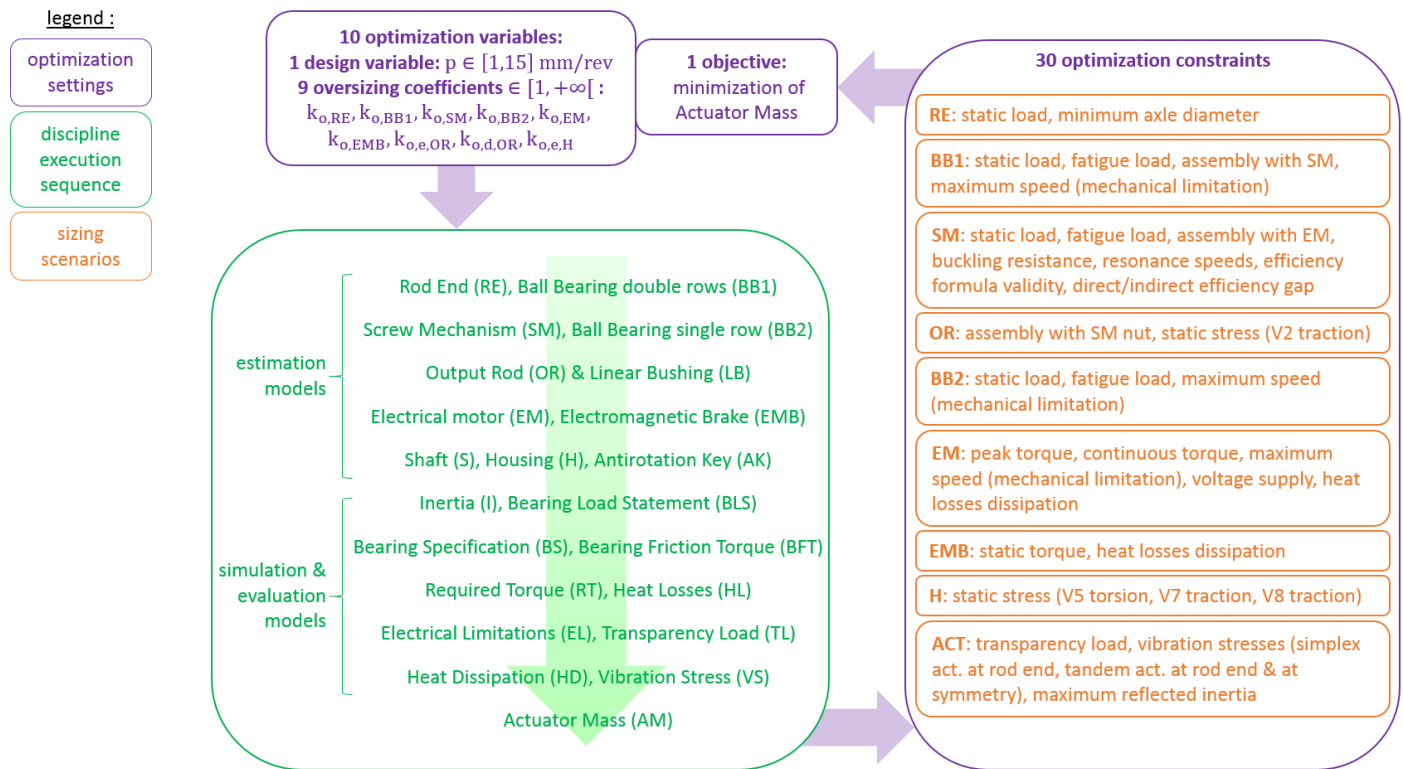 legend :
optimization
settings
discipline
execution
sequence
sizing
scenarios
10 optimization variables:
1 design variable: p ∈ [1,15] mm/rev
9 oversizing coefficients ∈ [1, +∞[ :
k_{o,RE}, k_{o,BB1}, k_{o,SM}, k_{o,BB2}, k_{o,EM},
k_{o,EMB}, k_{o,e,OR}, k_{o,d,OR}, k_{o,e,H}
1 objective:
minimization of
Actuator Mass
estimation
models
simulation &
evaluation
models
Rod End (RE), Ball Bearing double rows (BB1)
Screw Mechanism (SM), Ball Bearing single row (BB2)
Output Rod (OR) & Linear Bushing (LB)
Electrical motor (EM), Electromagnetic Brake (EMB)
Shaft (S), Housing (H), Antirotation Key (AK)
Inertia (I), Bearing Load Statement (BLS)
Bearing Specification (BS), Bearing Friction Torque (BFT)
Required Torque (RT), Heat Losses (HL)
Electrical Limitations (EL), Transparency Load (TL)
Heat Dissipation (HD), Vibration Stress (VS)
Actuator Mass (AM)
30 optimization constraints
RE: static load, minimum axle diameter
BB1: static load, fatigue load, assembly with SM,
maximum speed (mechanical limitation)
SM: static load, fatigue load, assembly with EM,
buckling resistance, resonance speeds, efficiency
formula validity, direct/indirect efficiency gap
OR: assembly with SM nut, static stress (V2 traction)
BB2: static load, fatigue load, maximum speed
(mechanical limitation)
EM: peak torque, continuous torque, maximum
speed (mechanical limitation), voltage supply, heat
losses dissipation
EMB: static torque, heat losses dissipation
H: static stress (V5 torsion, V7 traction, V8 traction)
ACT: transparency load, vibration stresses (simplex
act. at rod end, tandem act. at rod end & at
symmetry), maximum reflected inertia